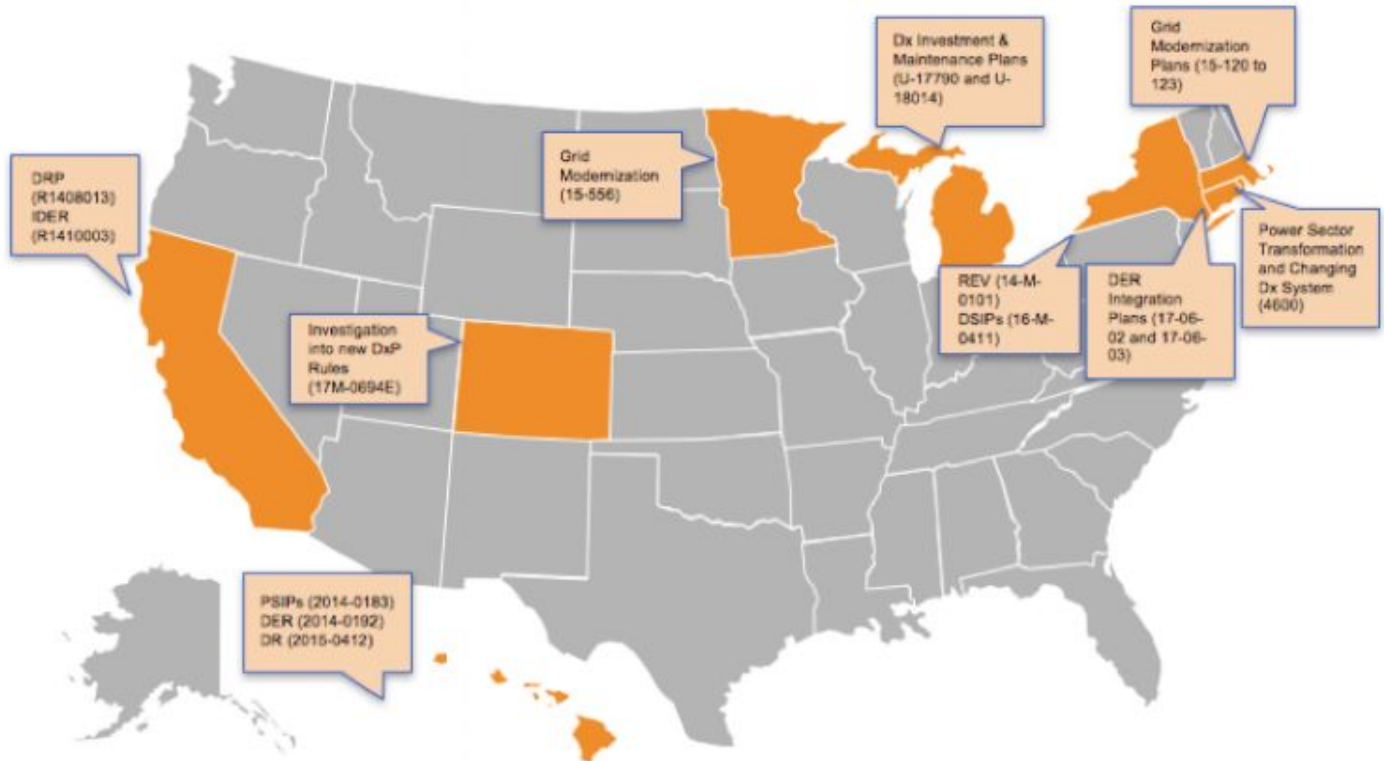 Dx Investment &
Maintenance Plans
(U-17790 and U-
18014)
Grid
Modernization
Plans (15-120 to
123)
Grid
Modernization
(15-556)
DRP
(R1408013)
IDER
(R1410003)
Power Sector
Transformation
and Changing
Dx System
(4600)
REV (14-M-
0101)
DSIPs (16-M-
0411)
DER
Integration
Plans (17-06-
02 and 17-06-
03)
Investigation
into new DxP
Rules
(17M-0694E)
PSIPs (2014-0183)
DER (2014-0192)
DR (2015-0412)